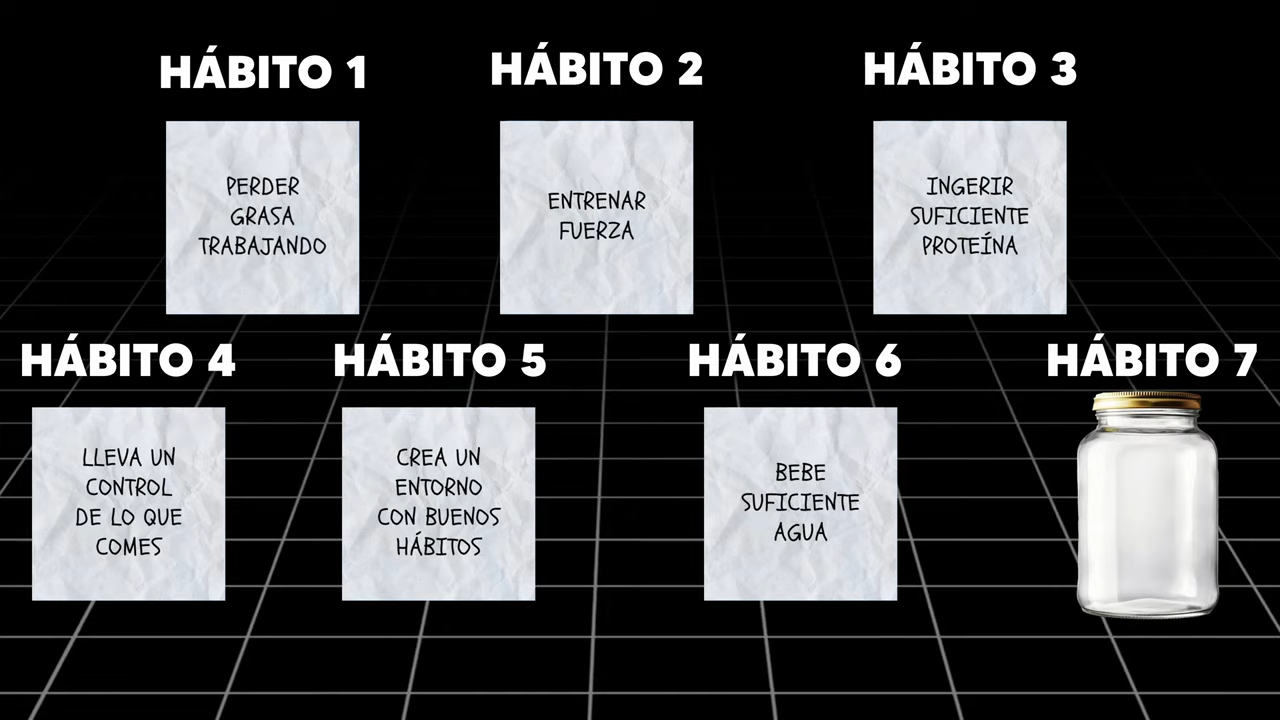 HÁBITO 1
PERDER
GRASA
TRABAJANDO
HÁBITO 2
ENTRENAR
FUERZA
HÁBITO 3
INGERIR
SUFICIENTE
PROTEÍNA
HÁBITO 4
LLEVA UN
CONTROL
DE LO QUE
COMES
HÁBITO 5
CREA UN
ENTORNO
CON BUENOS
HÁBITOS
HÁBITO 6
BEBE
SUFICIENTE
AGUA
HÁBITO 7